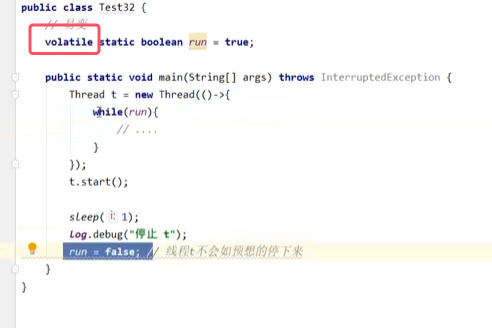 public class Test32 {
// 易变
volatile static boolean run = true;
public static void main(String[] args) throws InterruptedException {
Thread t = new Thread(()->{
while(run){
// ....
}
});
t.start();
sleep( i: 1);
log.debug("停止 t");
run = false; // 线程t不会如预想的停下来
}
}